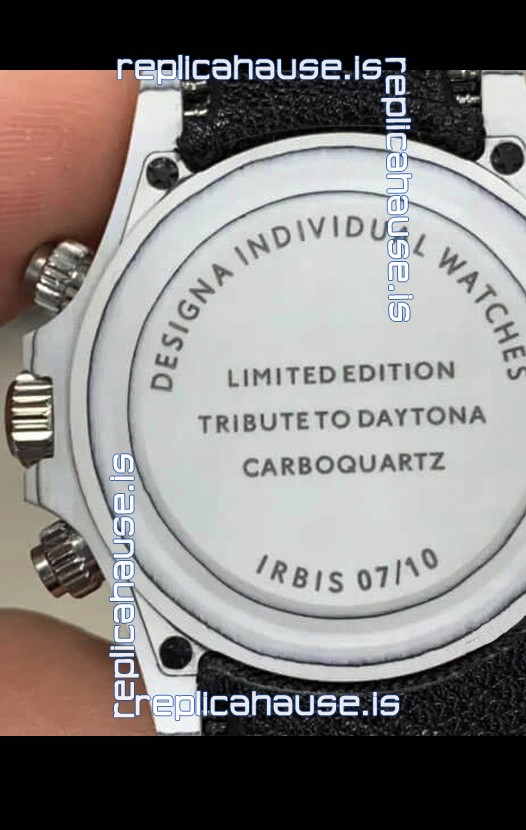 replicahause.is
replicahause.is
DESIGNA INDIVIDUAL WATCHES
LIMITED EDITION
TRIBUTE TO DAYTONA
CARBOQUARTZ
IRBIS 07/10
replicahause.is
replicahause.is